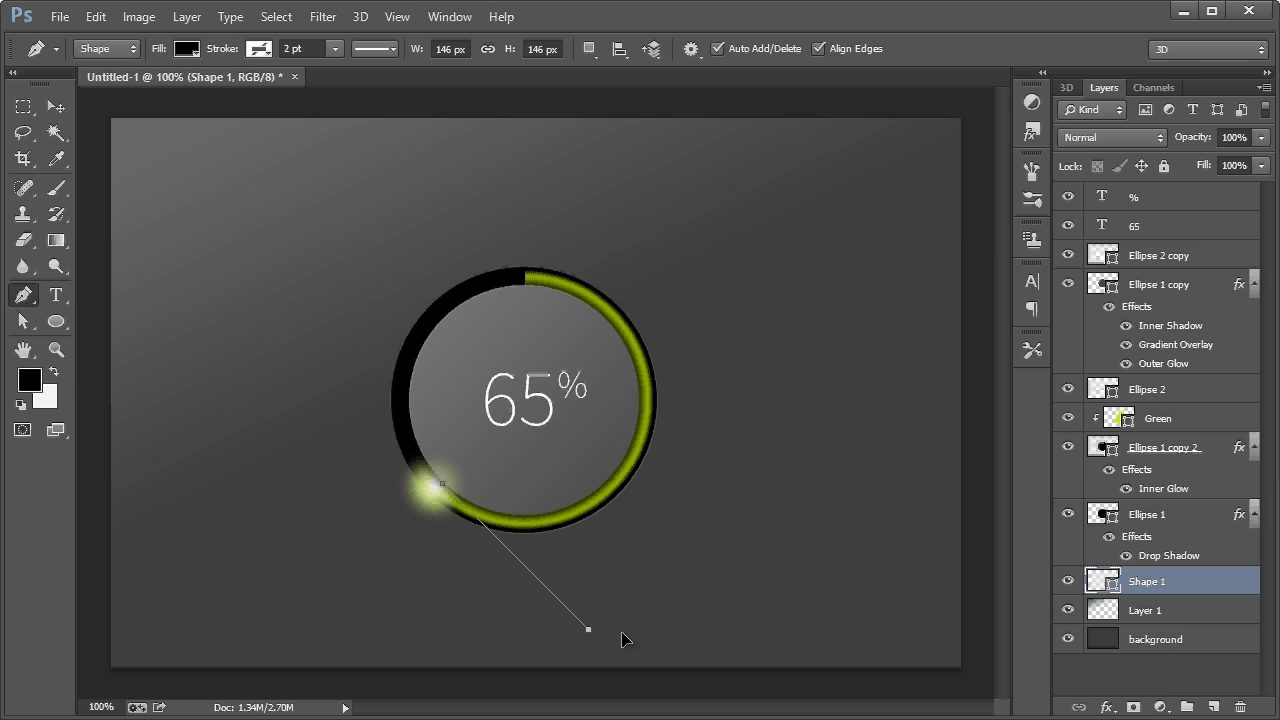 Ps File Edit Image Layer Type Select Filter 3D View Window Help
Shape Fill: Stroke: 2 pt W: 146 px H: 146 px Auto Add/Delete Align Edges 3D
Untitled-1 @ 100% (Shape 1, RGB/8) * ×
3D Layers Channels
Kind
Normal Opacity: 100%
Lock: Fill: 100%
%
65
Ellipse 2 copy
Ellipse 1 copy fx
Effects
Inner Shadow
Gradient Overlay
Outer Glow
Ellipse 2
Green
Ellipse 1 copy 2 fx
Effects
Inner Glow
Ellipse 1 fx
Effects
Drop Shadow
Shape 1
Layer 1
background
65%
100% Doc: 1.34M/2.70M